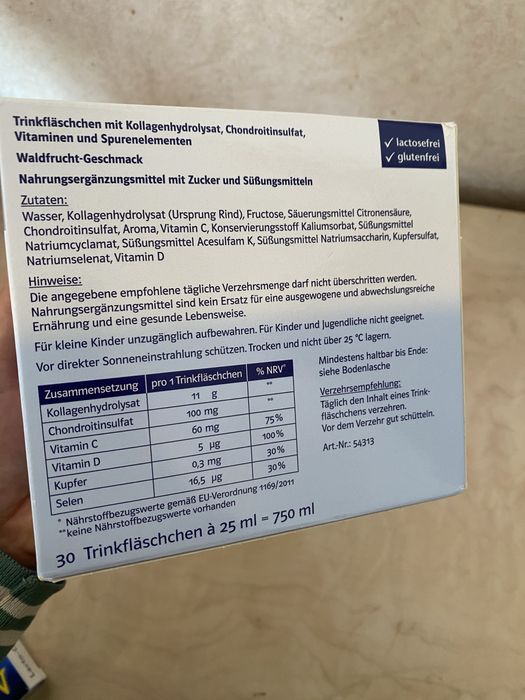 Trinkfläschchen mit Kollagenhydrolysat, Chondroitinsulfat,
Vitaminen und Spurenelementen
Waldfrucht-Geschmack
Nahrungsergänzungsmittel mit Zucker und Süßungsmitteln
✓ lactosefrei
✓ glutenfrei
Zutaten:
Wasser, Kollagenhydrolysat (Ursprung Rind), Fructose, Säuerungsmittel Citronensäure,
Chondroitinsulfat, Aroma, Vitamin C, Konservierungsstoff Kaliumsorbat, Süßungsmittel
Natriumcyclamat, Süßungsmittel Acesulfam K, Süßungsmittel Natriumsaccharin, Kupfersulfat,
Natriumselenat, Vitamin D
Hinweise:
Die angegebene empfohlene tägliche Verzehrsmenge darf nicht überschritten werden.
Nahrungsergänzungsmittel sind kein Ersatz für eine ausgewogene und abwechslungsreiche
Ernährung und eine gesunde Lebensweise.
Für kleine Kinder unzugänglich aufbewahren. Für Kinder und Jugendliche nicht geeignet.
Vor direkter Sonneneinstrahlung schützen. Trocken und nicht über 25 °C lagern.
Zusammensetzung pro 1 Trinkfläschchen % NRV*
Kollagenhydrolysat 11 g **
Chondroitinsulfat 100 mg **
Vitamin C 60 mg 75%
Vitamin D 5 µg 100%
Kupfer 0,3 mg 30%
Selen 16,5 µg 30%
* Nährstoffbezugswerte gemäß EU-Verordnung 1169/2011
**keine Nährstoffbezugswerte vorhanden
Mindestens haltbar bis Ende:
siehe Bodenlasche
Verzehrsempfehlung:
Täglich den Inhalt eines Trink-
fläschchens verzehren.
Vor dem Verzehr gut schütteln.
Art.-Nr.: 54313
30 Trinkfläschchen à 25 ml = 750 ml